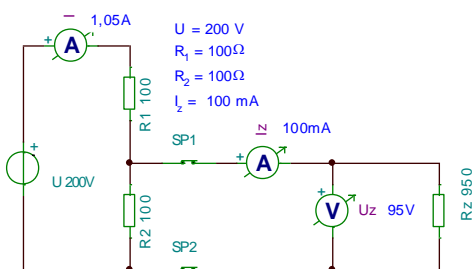 I
1,05A
+
A
U = 200 V
R1 = 100Ω
R2 = 100Ω
Iz = 100 mA
R1 100
SP1
Iz
100mA
+
A
+
U 200V
R2 100
+
V
Uz 95V
Rz 950
SP2